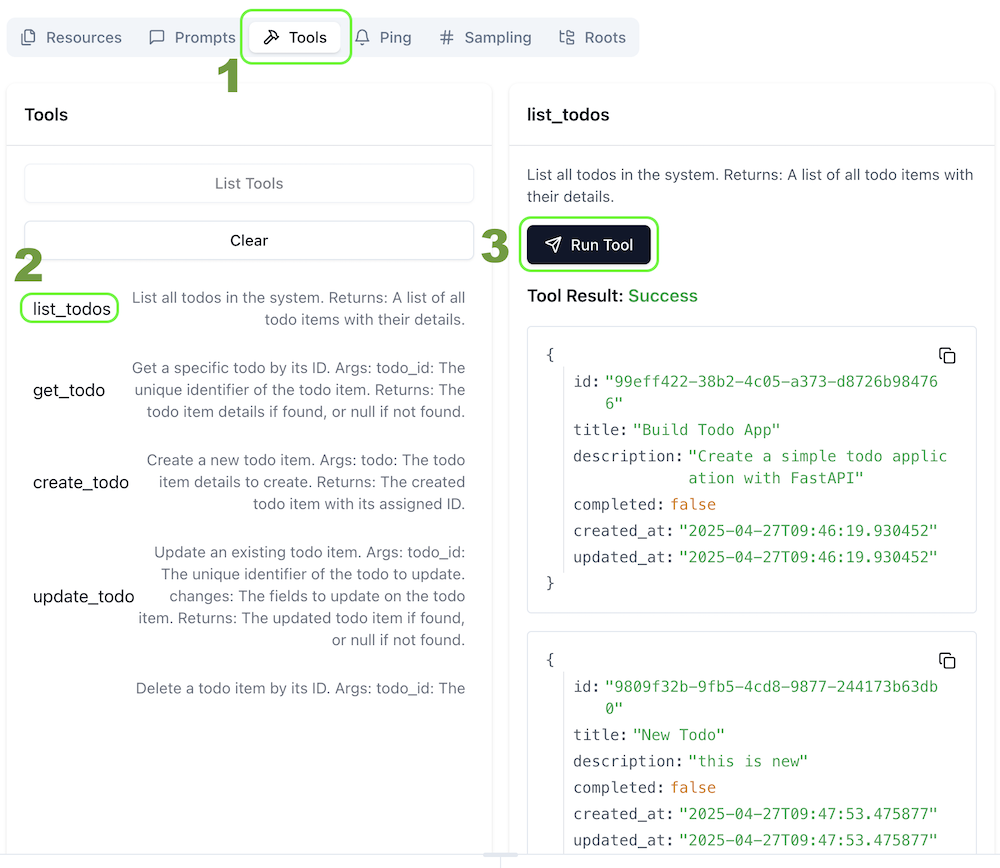 Resources Prompts Tools Ping Sampling Roots
1
Tools
List Tools
Clear
2
list_todos
List all todos in the system. Returns: A list of all
todo items with their details.
get_todo
Get a specific todo by its ID. Args: todo_id: The
unique identifier of the todo item. Returns: The
todo item details if found, or null if not found.
create_todo
Create a new todo item. Args: todo: The todo
item details to create. Returns: The created
todo item with its assigned ID.
update_todo
Update an existing todo item. Args: todo_id:
The unique identifier of the todo to update.
changes: The fields to update on the todo
item. Returns: The updated todo item if found,
or null if not found.
Delete a todo item by its ID. Args: todo_id: The
list_todos
List all todos in the system. Returns: A list of all todo items with
their details.
3
Run Tool
Tool Result: Success
{
id: "99eff422-38b2-4c05-a373-d8726b98476
6"
title: "Build Todo App"
description: "Create a simple todo applic
ation with FastAPI"
completed: false
created_at: "2025-04-27T09:46:19.930452"
updated_at: "2025-04-27T09:46:19.930452"
}
{
id: "9809f32b-9fb5-4cd8-9877-244173b63db
0"
title: "New Todo"
description: "this is new"
completed: false
created_at: "2025-04-27T09:47:53.475877"
updated_at: "2025-04-27T09:47:53.475877"